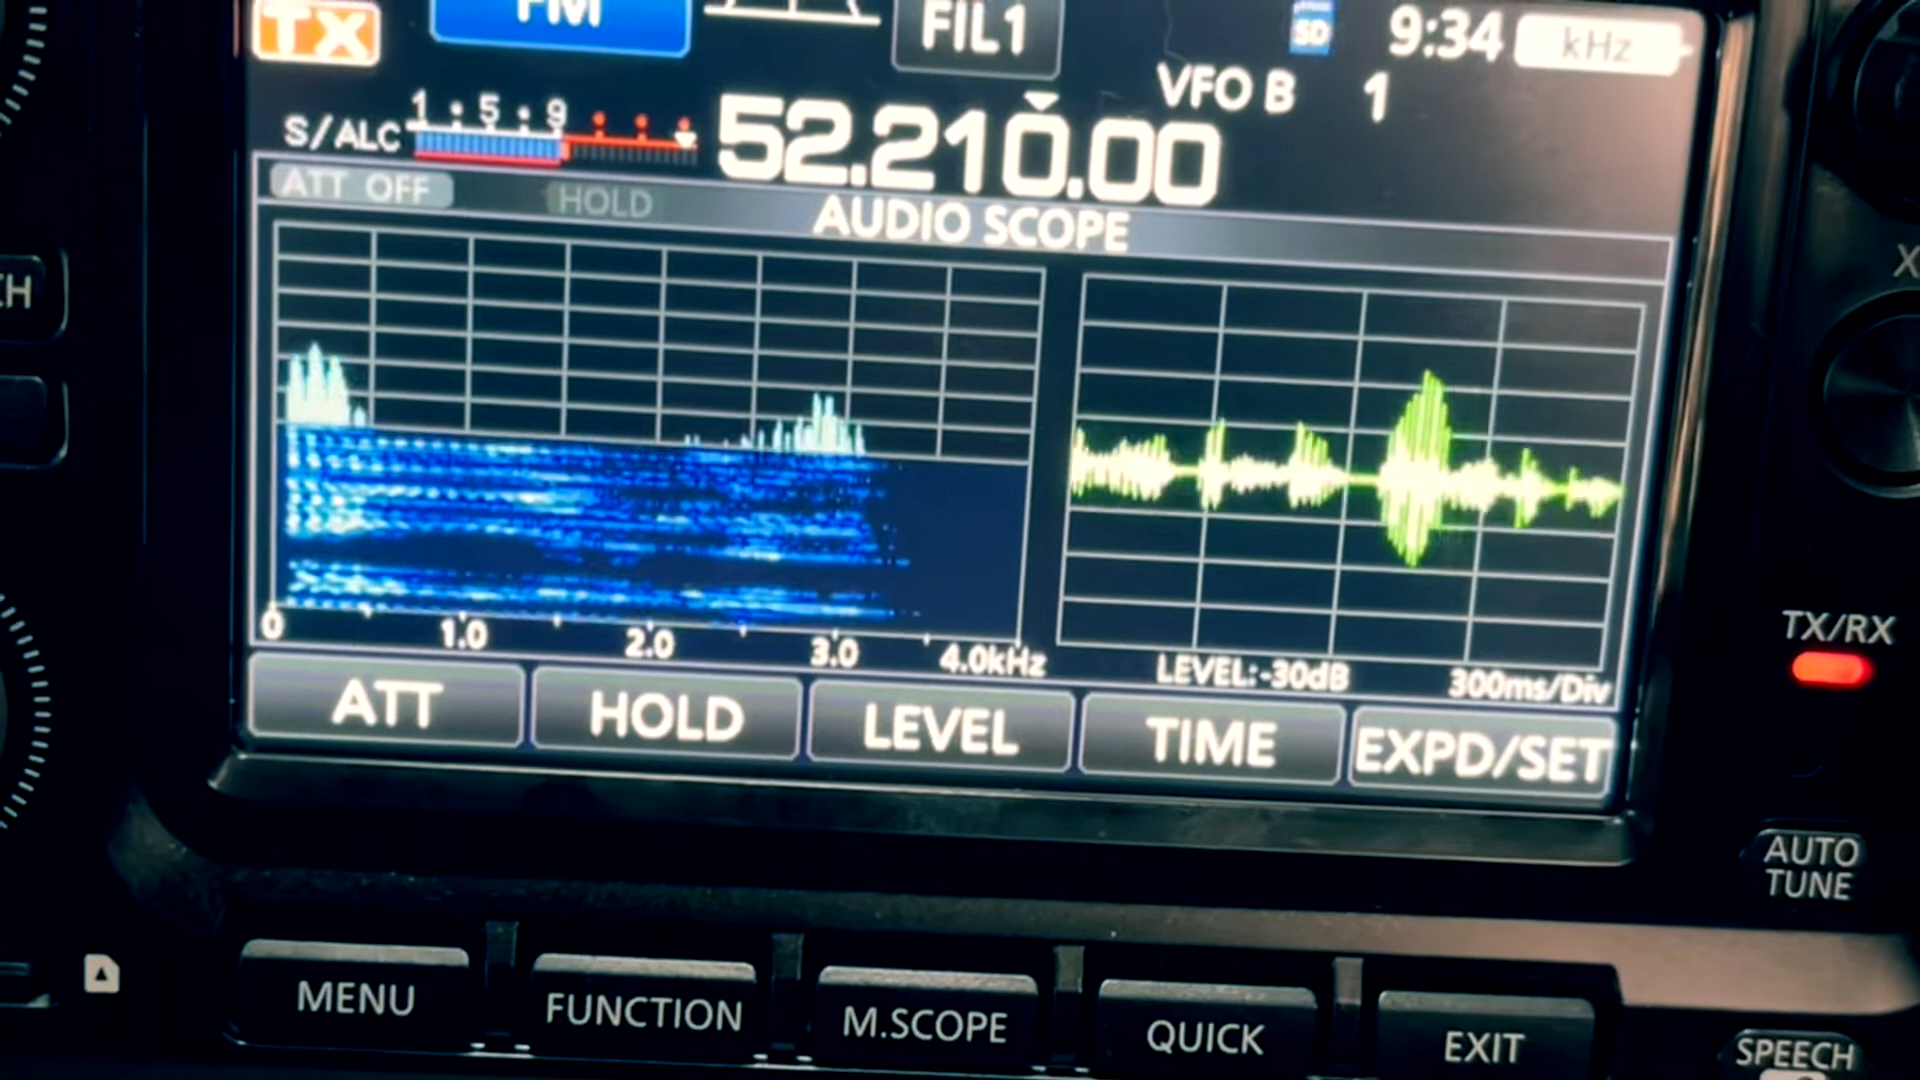 TX FM FIL1 SD 9:34 kHz
VFO B 1
S/ALC 1 5 9 52.210.00
ATT OFF HOLD AUDIO SCOPE
0 1.0 2.0 3.0 4.0kHz LEVEL:-30dB 300ms/Div
ATT HOLD LEVEL TIME EXPD/SET
TX/RX
AUTO
TUNE
MENU FUNCTION M.SCOPE QUICK EXIT
SPEECH